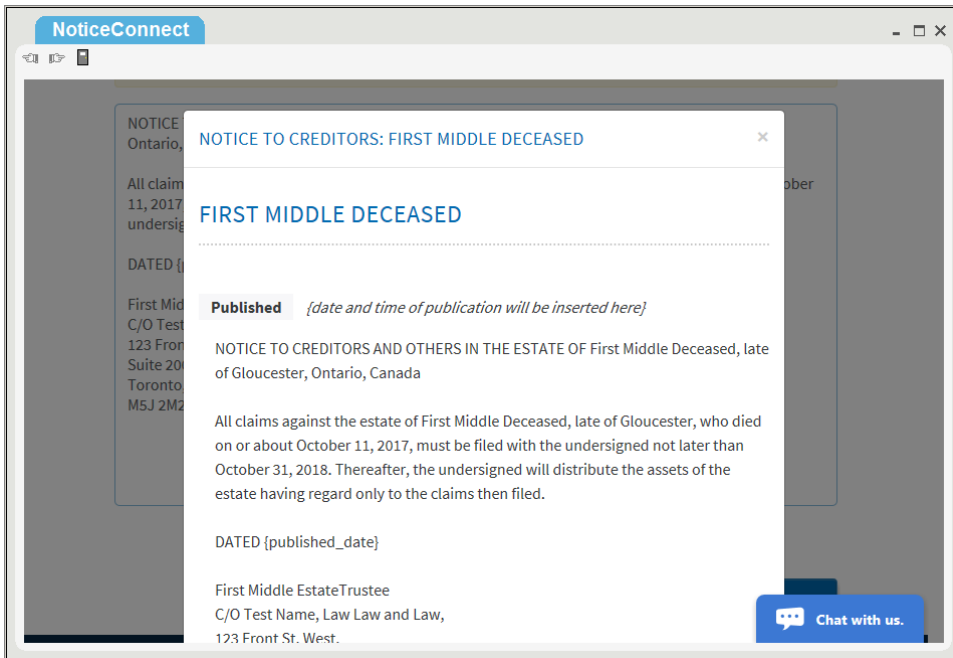 NoticeConnect
NOTICE
Ontario,
All claim
ober
11, 2017
undersig
DATED {
First Mid
C/O Test
123 Fron
Suite 20
Toronto
M5J 2M2
NOTICE TO CREDITORS: FIRST MIDDLE DECEASED
×
FIRST MIDDLE DECEASED
Published {date and time of publication will be inserted here}
NOTICE TO CREDITORS AND OTHERS IN THE ESTATE OF First Middle Deceased, late
of Gloucester, Ontario, Canada
All claims against the estate of First Middle Deceased, late of Gloucester, who died
on or about October 11, 2017, must be filed with the undersigned not later than
October 31, 2018. Thereafter, the undersigned will distribute the assets of the
estate having regard only to the claims then filed.
DATED {published_date}
First Middle EstateTrustee
C/O Test Name, Law Law and Law,
123 Front St. West,
Chat with us.